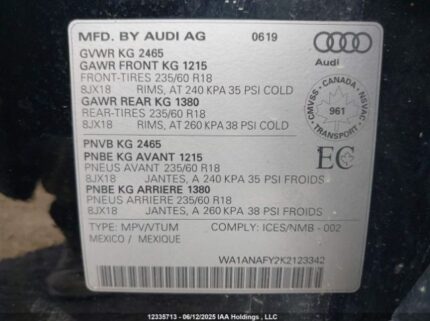 MFD. BY AUDI AG 0619
Audi
GVWR KG 2465
GAWR FRONT KG 1215
FRONT-TIRES 235/60 R18
8JX18 RIMS, AT 240 KPA 35 PSI COLD
GAWR REAR KG 1380
REAR-TIRES 235/60 R18
8JX18 RIMS, AT 260 KPA 38 PSI COLD
CMVSS - CANADA - NSVAC
961
TRANSPORT
PNVB KG 2465
PNBE KG AVANT 1215
PNEUS AVANT 235/60 R18
8JX18 JANTES, A 240 KPA 35 PSI FROIDS
PNBE KG ARRIERE 1380
PNEUS ARRIERE 235/60 R18
8JX18 JANTES, A 260 KPA 38 PSI FROIDS
EC
TYPE: MPV/VTUM COMPLY: ICES/NMB - 002
MEXICO / MEXIQUE
WA1ANAFY2K2123342
12335713 - 06/12/2025 - IAA Holdings, LLC